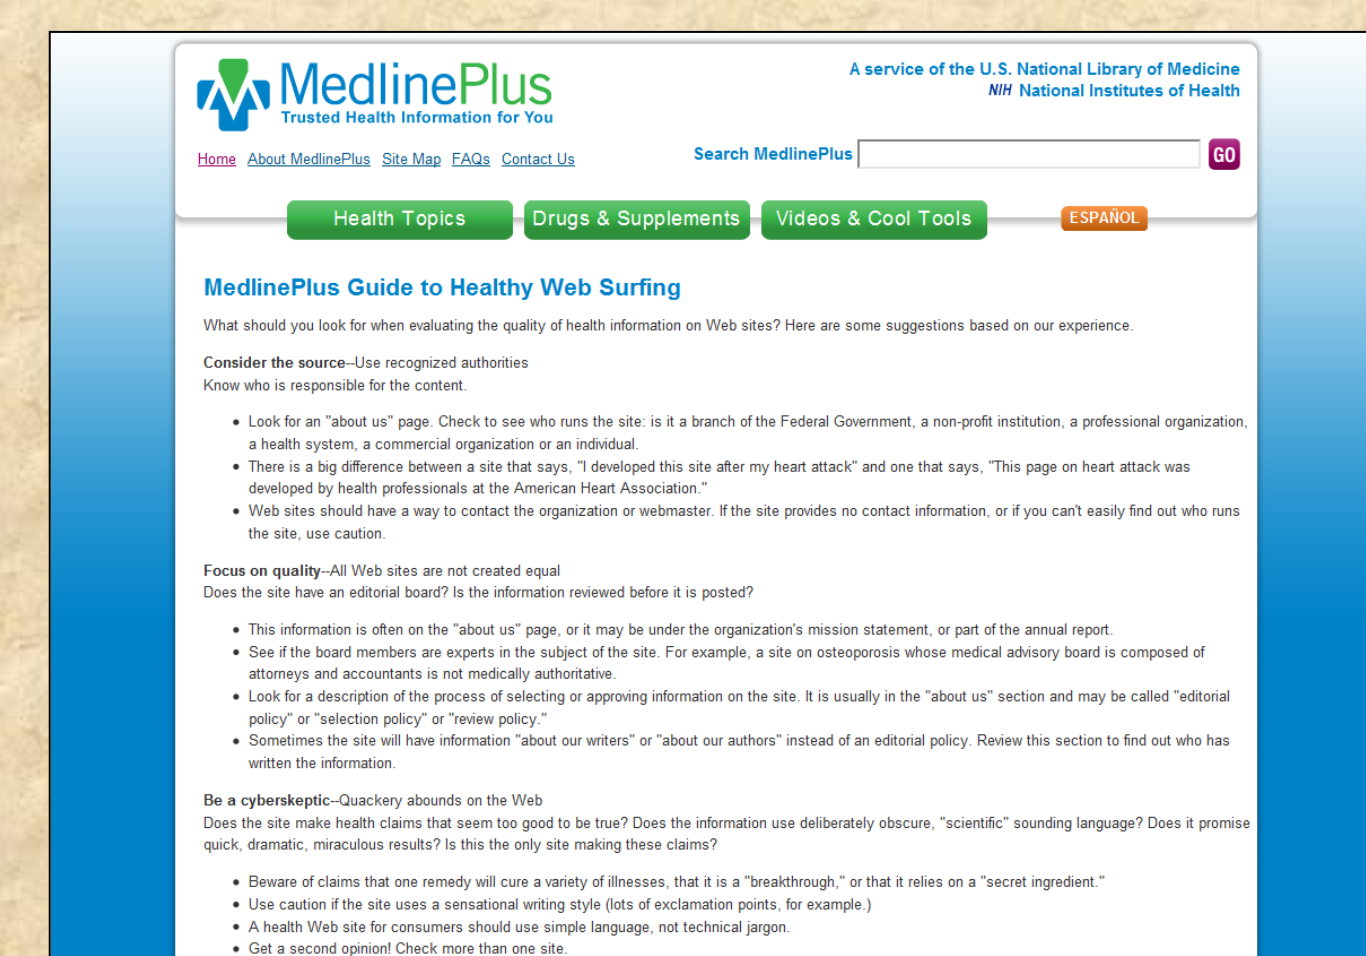 MedlinePlus
Trusted Health Information for You
A service of the U.S. National Library of Medicine
NIH National Institutes of Health
Home About MedlinePlus Site Map FAQs Contact Us
Search MedlinePlus GO
Health Topics Drugs & Supplements Videos & Cool Tools ESPAÑOL
MedlinePlus Guide to Healthy Web Surfing
What should you look for when evaluating the quality of health information on Web sites? Here are some suggestions based on our experience.
Consider the source--Use recognized authorities
Know who is responsible for the content.
• Look for an "about us" page. Check to see who runs the site: is it a branch of the Federal Government, a non-profit institution, a professional organization,
a health system, a commercial organization or an individual.
• There is a big difference between a site that says, "I developed this site after my heart attack" and one that says, "This page on heart attack was
developed by health professionals at the American Heart Association."
• Web sites should have a way to contact the organization or webmaster. If the site provides no contact information, or if you can't easily find out who runs
the site, use caution.
Focus on quality--All Web sites are not created equal
Does the site have an editorial board? Is the information reviewed before it is posted?
• This information is often on the "about us" page, or it may be under the organization's mission statement, or part of the annual report.
• See if the board members are experts in the subject of the site. For example, a site on osteoporosis whose medical advisory board is composed of
attorneys and accountants is not medically authoritative.
• Look for a description of the process of selecting or approving information on the site. It is usually in the "about us" section and may be called "editorial
policy" or "selection policy" or "review policy."
• Sometimes the site will have information "about our writers" or "about our authors" instead of an editorial policy. Review this section to find out who has
written the information.
Be a cyberskeptic--Quackery abounds on the Web
Does the site make health claims that seem too good to be true? Does the information use deliberately obscure, "scientific" sounding language? Does it promise
quick, dramatic, miraculous results? Is this the only site making these claims?
• Beware of claims that one remedy will cure a variety of illnesses, that it is a "breakthrough," or that it relies on a "secret ingredient."
• Use caution if the site uses a sensational writing style (lots of exclamation points, for example.)
• A health Web site for consumers should use simple language, not technical jargon.
• Get a second opinion! Check more than one site.